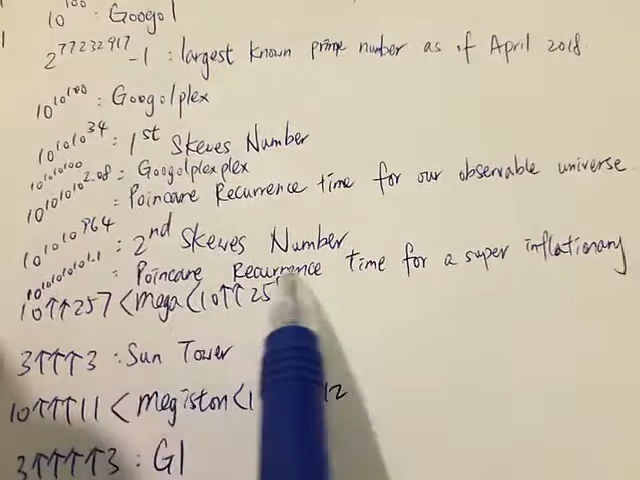 10^100 : Googol
2^77232917 -1 : largest known prime number as of April 2018
10^10^100 : Googolplex
10^10^10^34 : 1st Skewes Number
10^10^10^100 : Googolplexplex
10^10^10^10^2.08 : Poincare Recurrence time for our observable universe
10^10^10^964 : 2nd Skewes Number
10^10^10^10^10^1.1 : Poincare Recurrence time for a super inflationary
10↑↑257 < Mega < 10↑↑25
3↑↑↑3 : Sun Tower
10↑↑↑11 < Megiston < 1 12
3↑↑↑↑3 : G1